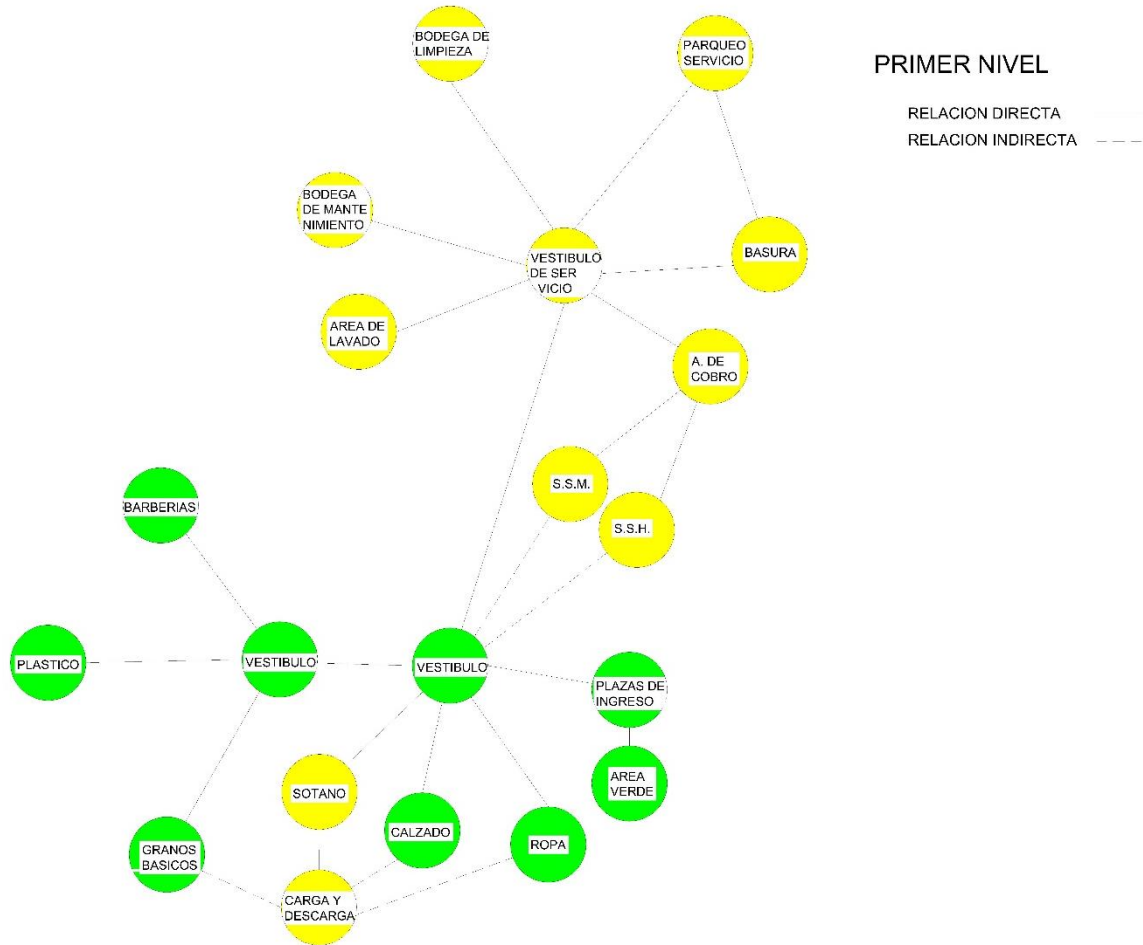 BODEGA DE
LIMPIEZA
PARQUEO
SERVICIO
PRIMER NIVEL
RELACION DIRECTA
RELACION INDIRECTA
BODEGA
DE MANTE
NIMIENTO
VESTIBULO
DE SER
VICIO
BASURA
AREA DE
LAVADO
A. DE
COBRO
S.S.M.
S.S.H.
BARBERIAS
PLASTICO
VESTIBULO
VESTIBULO
PLAZAS DE
INGRESO
AREA
VERDE
SOTANO
CALZADO
ROPA
GRANOS
BASICOS
CARGA Y
DESCARGA